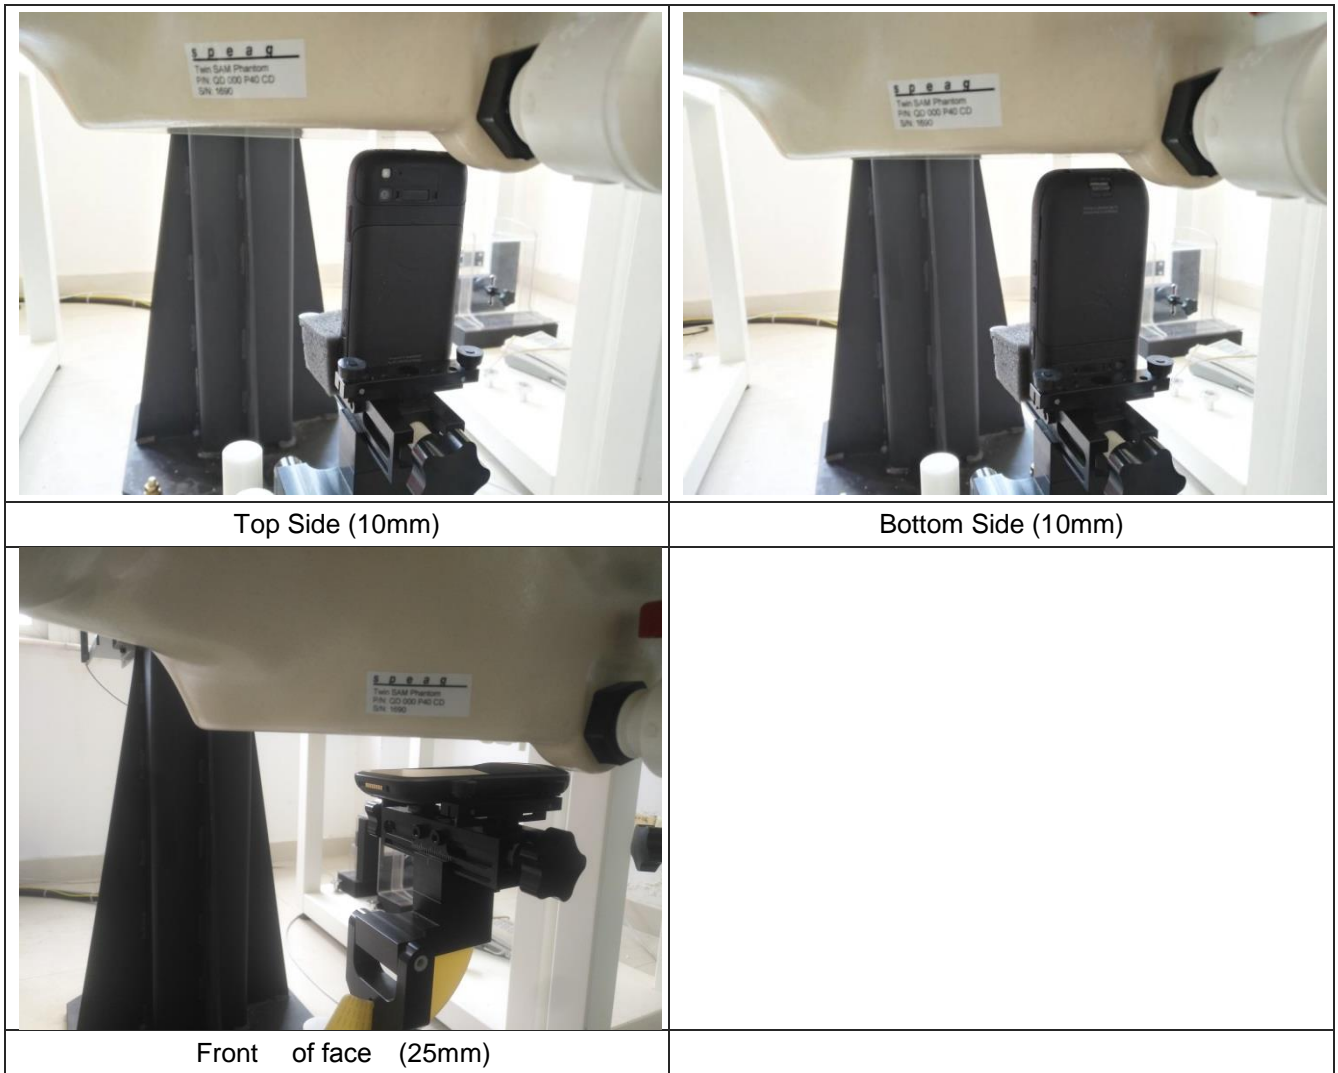 speag
Twin SAM Phantom
P/N: QD 000 P40 CD
S/N: 1690
speag
Twin SAM Phantom
P/N: QD 000 P40 CD
S/N: 1690
Top Side (10mm)
Bottom Side (10mm)
speag
Twin SAM Phantom
P/N: QD 000 P40 CD
S/N: 1690
Front of face (25mm)